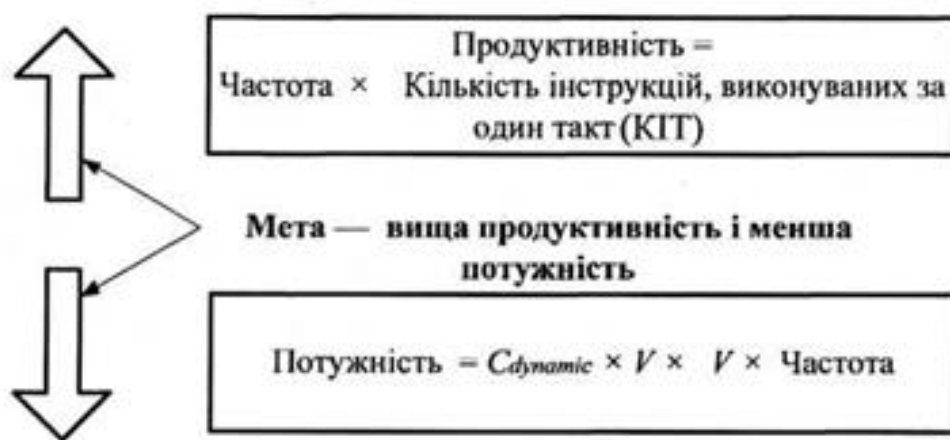 Продуктивність =
Частота × Кількість інструкцій, виконуваних за
один такт (КІТ)
Мета — вища продуктивність і менша
потужність
Потужність = Cdynamic × V × V × Частота